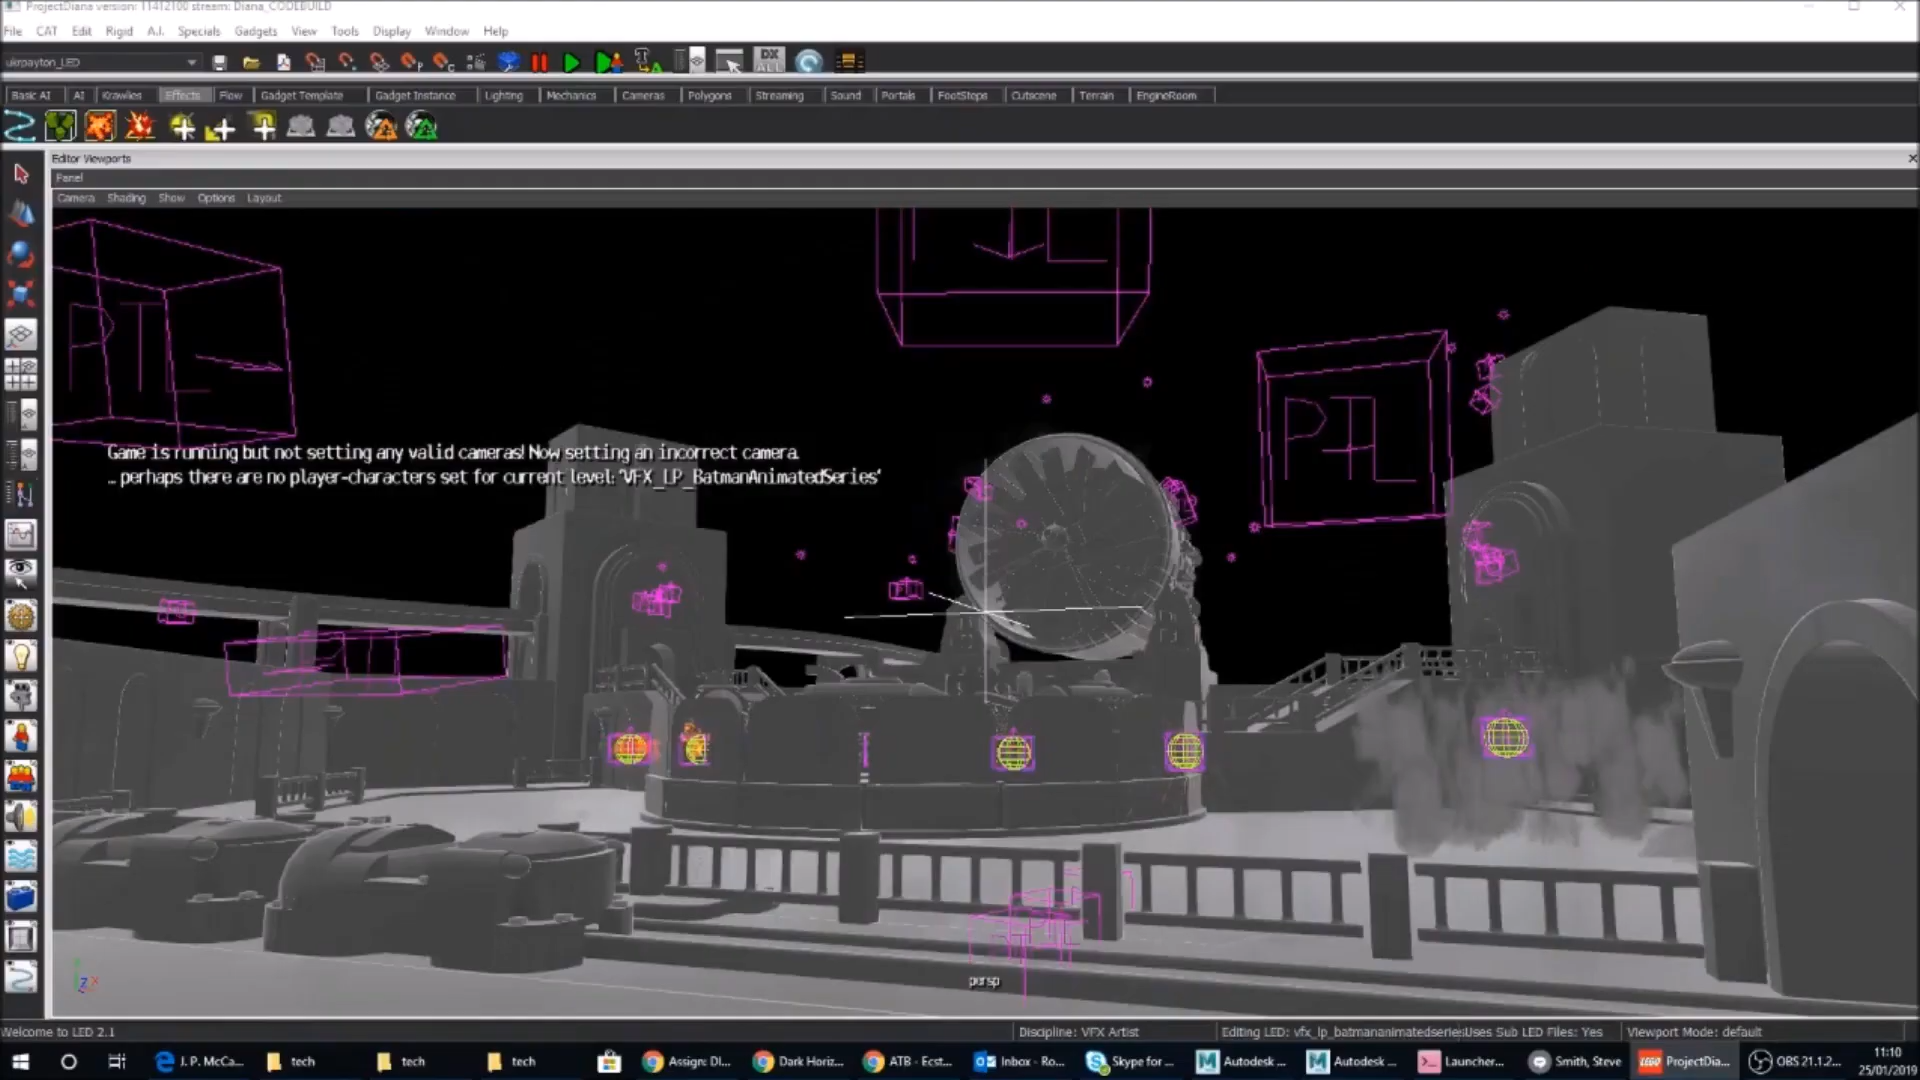 ProjectDiana version: 11412100 stream: Diana_CODEBUILD
File CAT Edit Rigid A.I. Specials Gadgets View Tools Display Window Help
ukrpayton_LED
DX
ALL
Basic AI AI Krawlies Effects Flow Gadget Template Gadget Instance Lighting Mechanics Cameras Polygons Streaming Sound Portals FootSteps Cutscene Terrain Cutscene EngineRoom
Editor Viewports
Panel
Camera Shading Show Options Layout
PTL
PTL
Game is running but not setting any valid cameras! Now setting an incorrect camera.
... perhaps there are no player-characters set for current level: 'VFX_LP_BatmanAnimatedSeries'
persp
Welcome to LED 2.1
Discipline: VFX Artist
Editing LED: vfx_lp_batmananimatedseries
Uses Sub LED Files: Yes
Viewport Mode: default
J. P. McCa... tech tech tech Assign: DI... Dark Horiz... ATB - Ecst... Inbox - Ro... Skype for ... Autodesk ... Autodesk ... Launcher... Smith, Steve ProjectDia... OBS 21.1.2...
11:10
25/01/2019